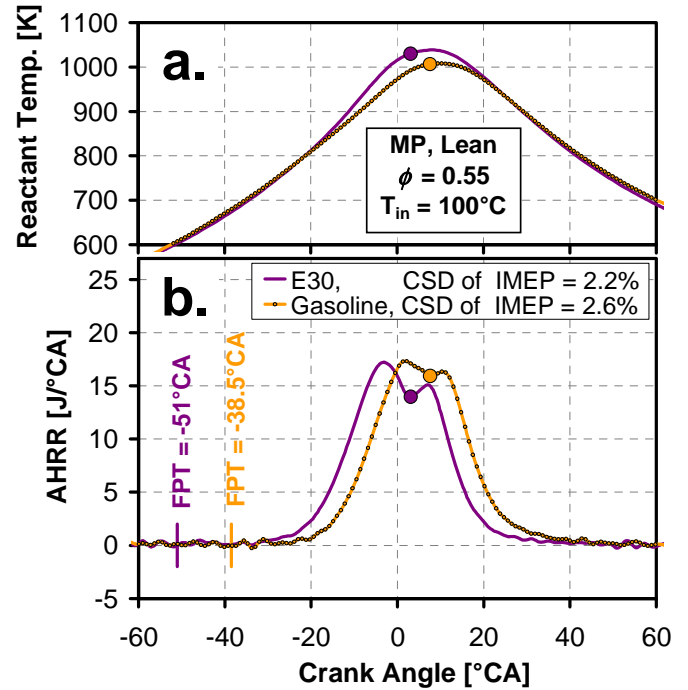 Reactant Temp. [K]
1100
1000
900
800
700
600
a.
MP, Lean
ϕ = 0.55
T_in = 100°C
AHRR [J/°CA]
25
20
15
10
5
0
-5
b.
E30, CSD of IMEP = 2.2%
Gasoline, CSD of IMEP = 2.6%
FPT = -51°CA
FPT = -38.5°CA
-60 -40 -20 0 20 40 60
Crank Angle [°CA]